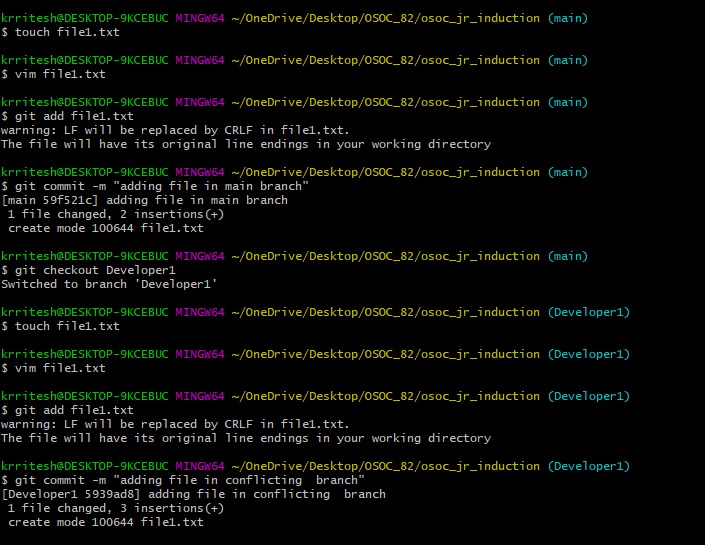 krritesh@DESKTOP-9KCEBUC MINGW64 ~/OneDrive/Desktop/OSOC_82/osoc_jr_induction (main)
$ touch file1.txt
krritesh@DESKTOP-9KCEBUC MINGW64 ~/OneDrive/Desktop/OSOC_82/osoc_jr_induction (main)
$ vim file1.txt
krritesh@DESKTOP-9KCEBUC MINGW64 ~/OneDrive/Desktop/OSOC_82/osoc_jr_induction (main)
$ git add file1.txt
warning: LF will be replaced by CRLF in file1.txt.
The file will have its original line endings in your working directory
krritesh@DESKTOP-9KCEBUC MINGW64 ~/OneDrive/Desktop/OSOC_82/osoc_jr_induction (main)
$ git commit -m "adding file in main branch"
[main 59f521c] adding file in main branch
 1 file changed, 2 insertions(+)
 create mode 100644 file1.txt
krritesh@DESKTOP-9KCEBUC MINGW64 ~/OneDrive/Desktop/OSOC_82/osoc_jr_induction (main)
$ git checkout Developer1
Switched to branch 'Developer1'
krritesh@DESKTOP-9KCEBUC MINGW64 ~/OneDrive/Desktop/OSOC_82/osoc_jr_induction (Developer1)
$ touch file1.txt
krritesh@DESKTOP-9KCEBUC MINGW64 ~/OneDrive/Desktop/OSOC_82/osoc_jr_induction (Developer1)
$ vim file1.txt
krritesh@DESKTOP-9KCEBUC MINGW64 ~/OneDrive/Desktop/OSOC_82/osoc_jr_induction (Developer1)
$ git add file1.txt
warning: LF will be replaced by CRLF in file1.txt.
The file will have its original line endings in your working directory
krritesh@DESKTOP-9KCEBUC MINGW64 ~/OneDrive/Desktop/OSOC_82/osoc_jr_induction (Developer1)
$ git commit -m "adding file in conflicting  branch"
[Developer1 5939ad8] adding file in conflicting  branch
 1 file changed, 3 insertions(+)
 create mode 100644 file1.txt